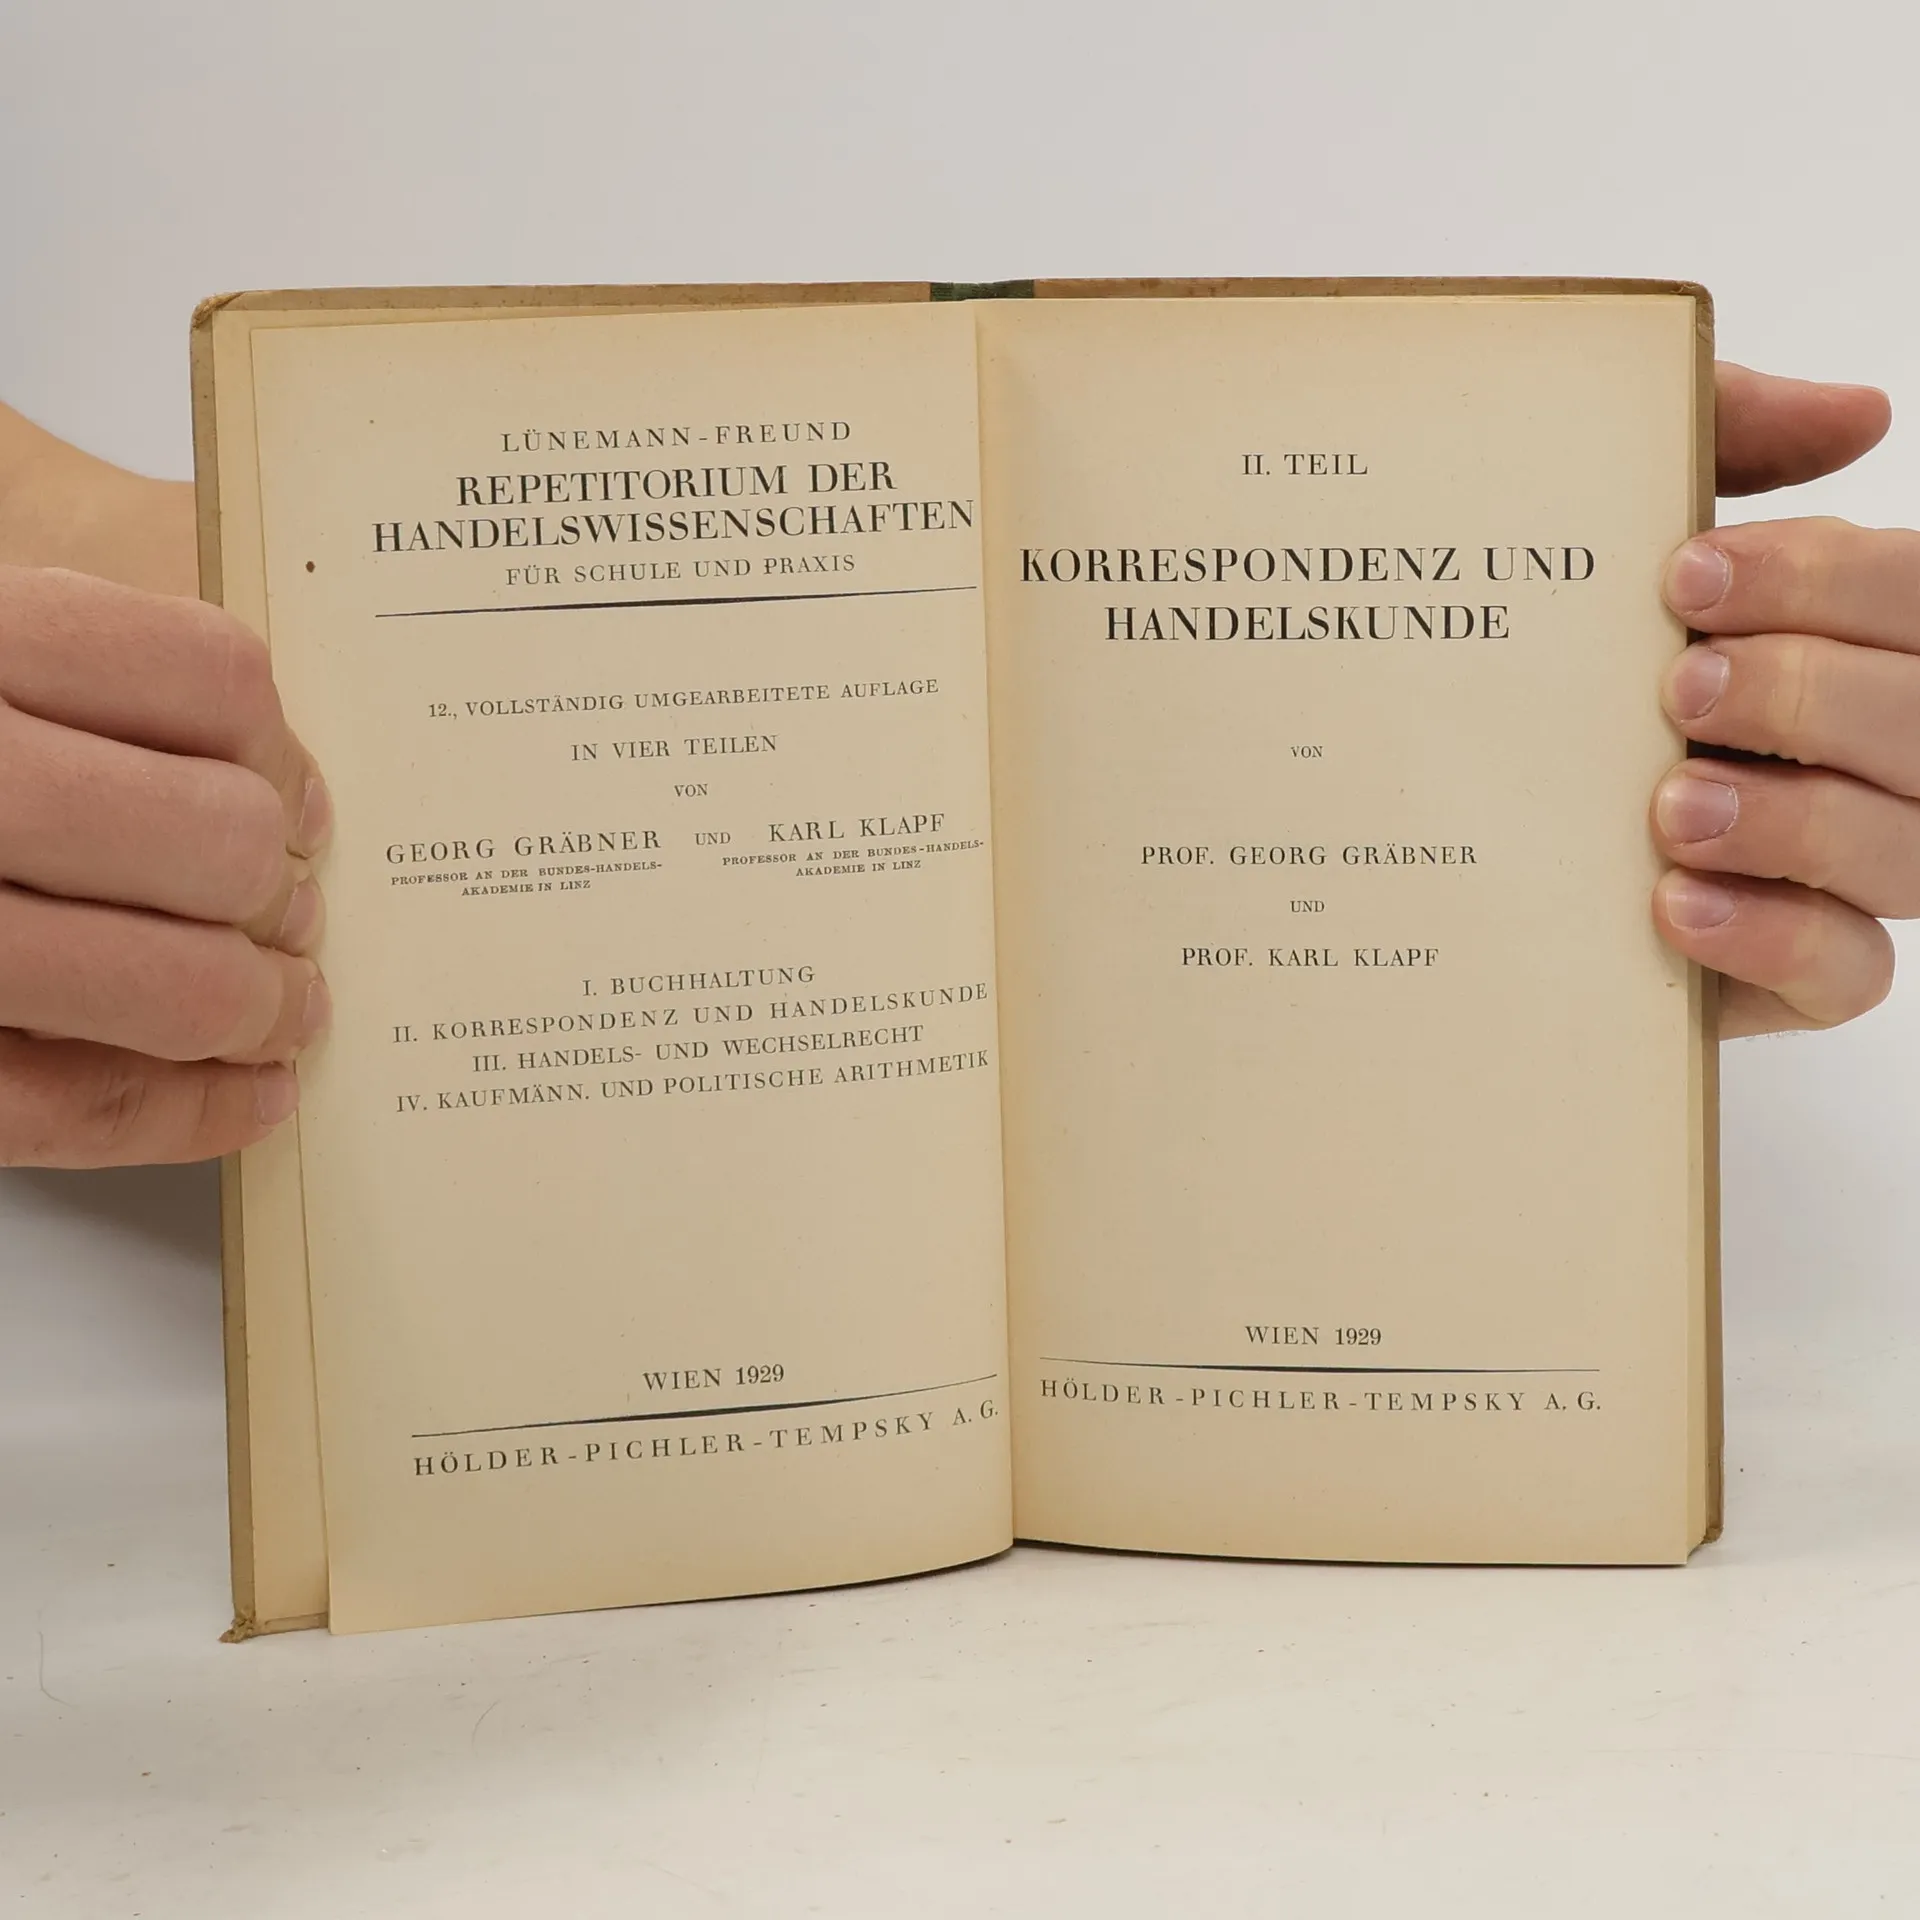 LÜNEMANN-FREUND
REPETITORIUM DER
HANDELSWISSENSCHAFTEN
FÜR SCHULE UND PRAXIS
12., VOLLSTÄNDIG UMGEARBEITETE AUFLAGE
IN VIER TEILEN
VON
GEORG GRÄBNER UND KARL KLAPF
PROFESSOR AN DER BUNDES-HANDELS-
AKADEMIE IN LINZ
PROFESSOR AN DER BUNDES-HANDELS-
AKADEMIE IN LINZ
I. BUCHHALTUNG
II. KORRESPONDENZ UND HANDELSKUNDE
III. HANDELS- UND WECHSELRECHT
IV. KAUFMÄNN. UND POLITISCHE ARITHMETIK
WIEN 1929
HÖLDER-PICHLER-TEMPSKY A. G.
II. TEIL
KORRESPONDENZ UND
HANDELSKUNDE
VON
PROF. GEORG GRÄBNER
UND
PROF. KARL KLAPF
WIEN 1929
HÖLDER-PICHLER-TEMPSKY A. G.